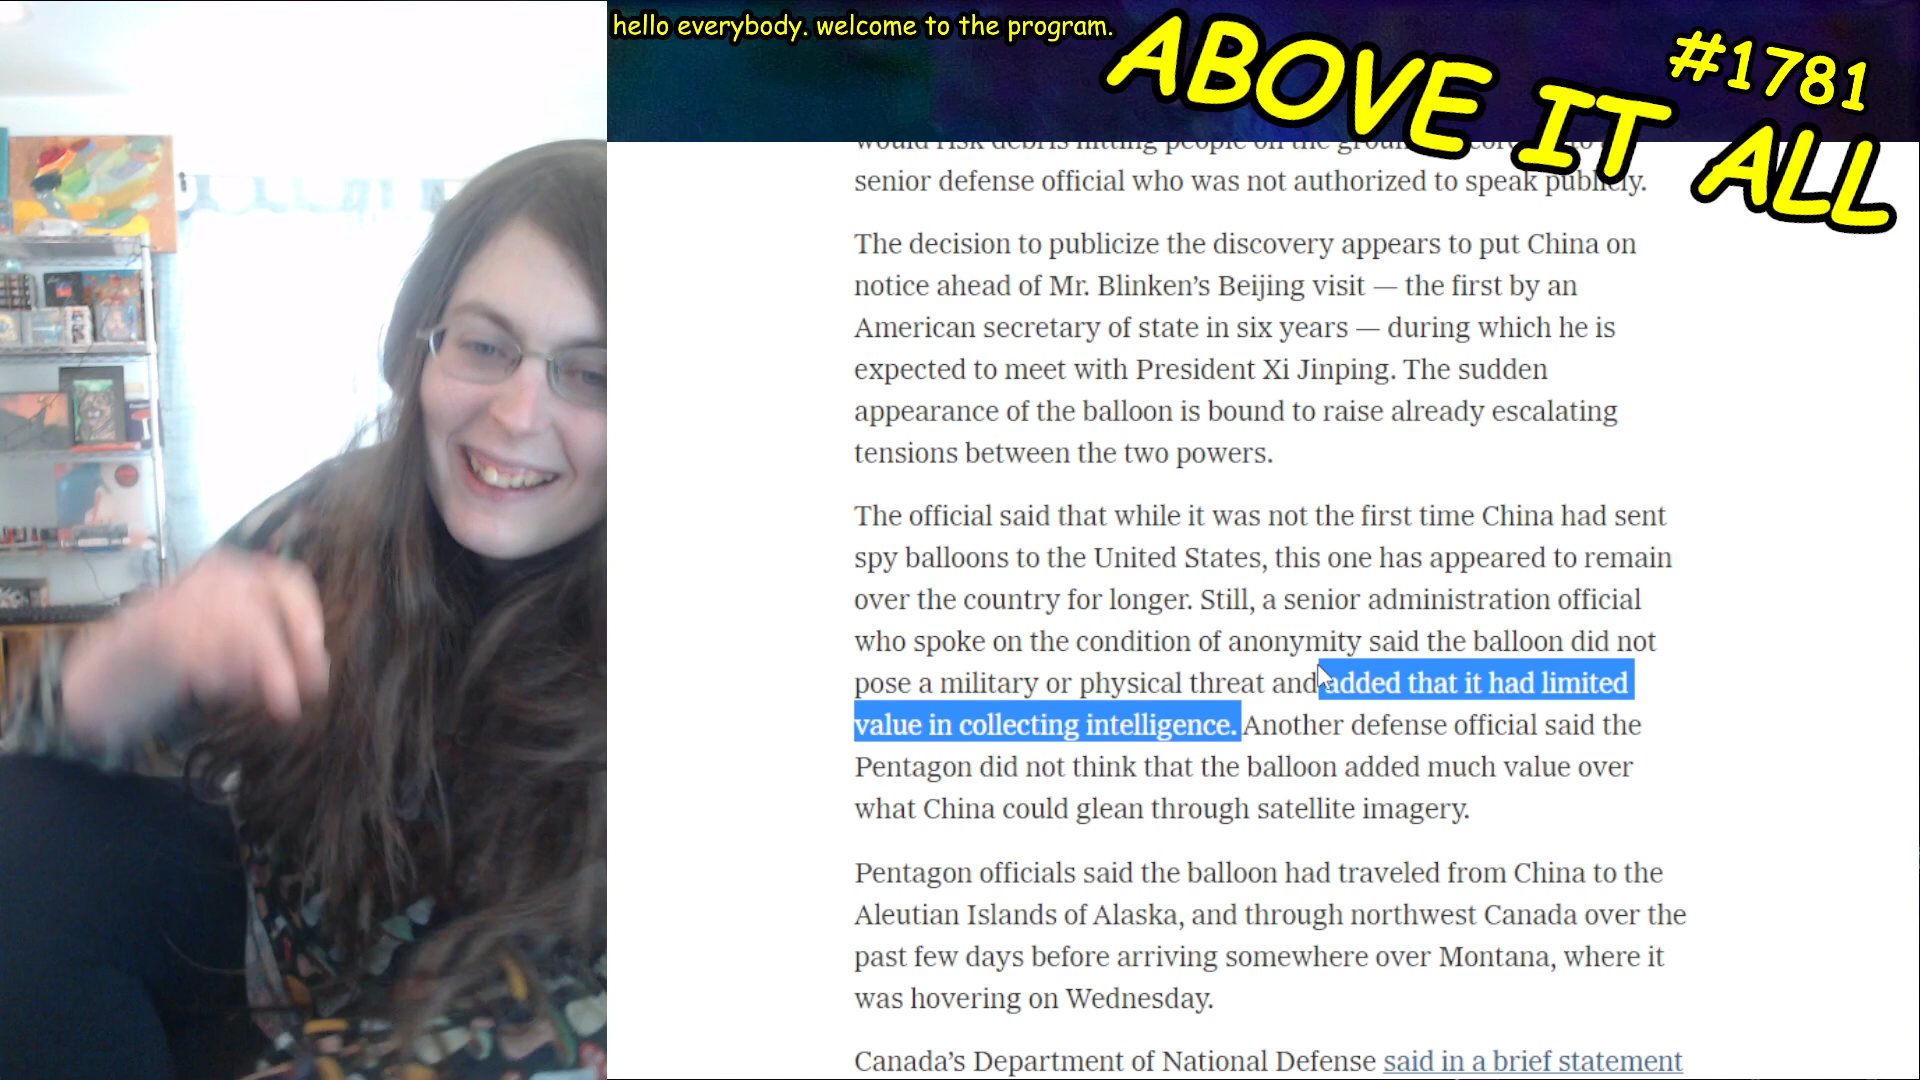 hello everybody. welcome to the program.
ABOVE IT ALL
#1781
would risk debris hitting people on the
senior defense official who was not authorized to speak publicly.
The decision to publicize the discovery appears to put China on
notice ahead of Mr. Blinken’s Beijing visit — the first by an
American secretary of state in six years — during which he is
expected to meet with President Xi Jinping. The sudden
appearance of the balloon is bound to raise already escalating
tensions between the two powers.
The official said that while it was not the first time China had sent
spy balloons to the United States, this one has appeared to remain
over the country for longer. Still, a senior administration official
who spoke on the condition of anonymity said the balloon did not
pose a military or physical threat and added that it had limited
value in collecting intelligence. Another defense official said the
Pentagon did not think that the balloon added much value over
what China could glean through satellite imagery.
Pentagon officials said the balloon had traveled from China to the
Aleutian Islands of Alaska, and through northwest Canada over the
past few days before arriving somewhere over Montana, where it
was hovering on Wednesday.
Canada’s Department of National Defense said in a brief statement